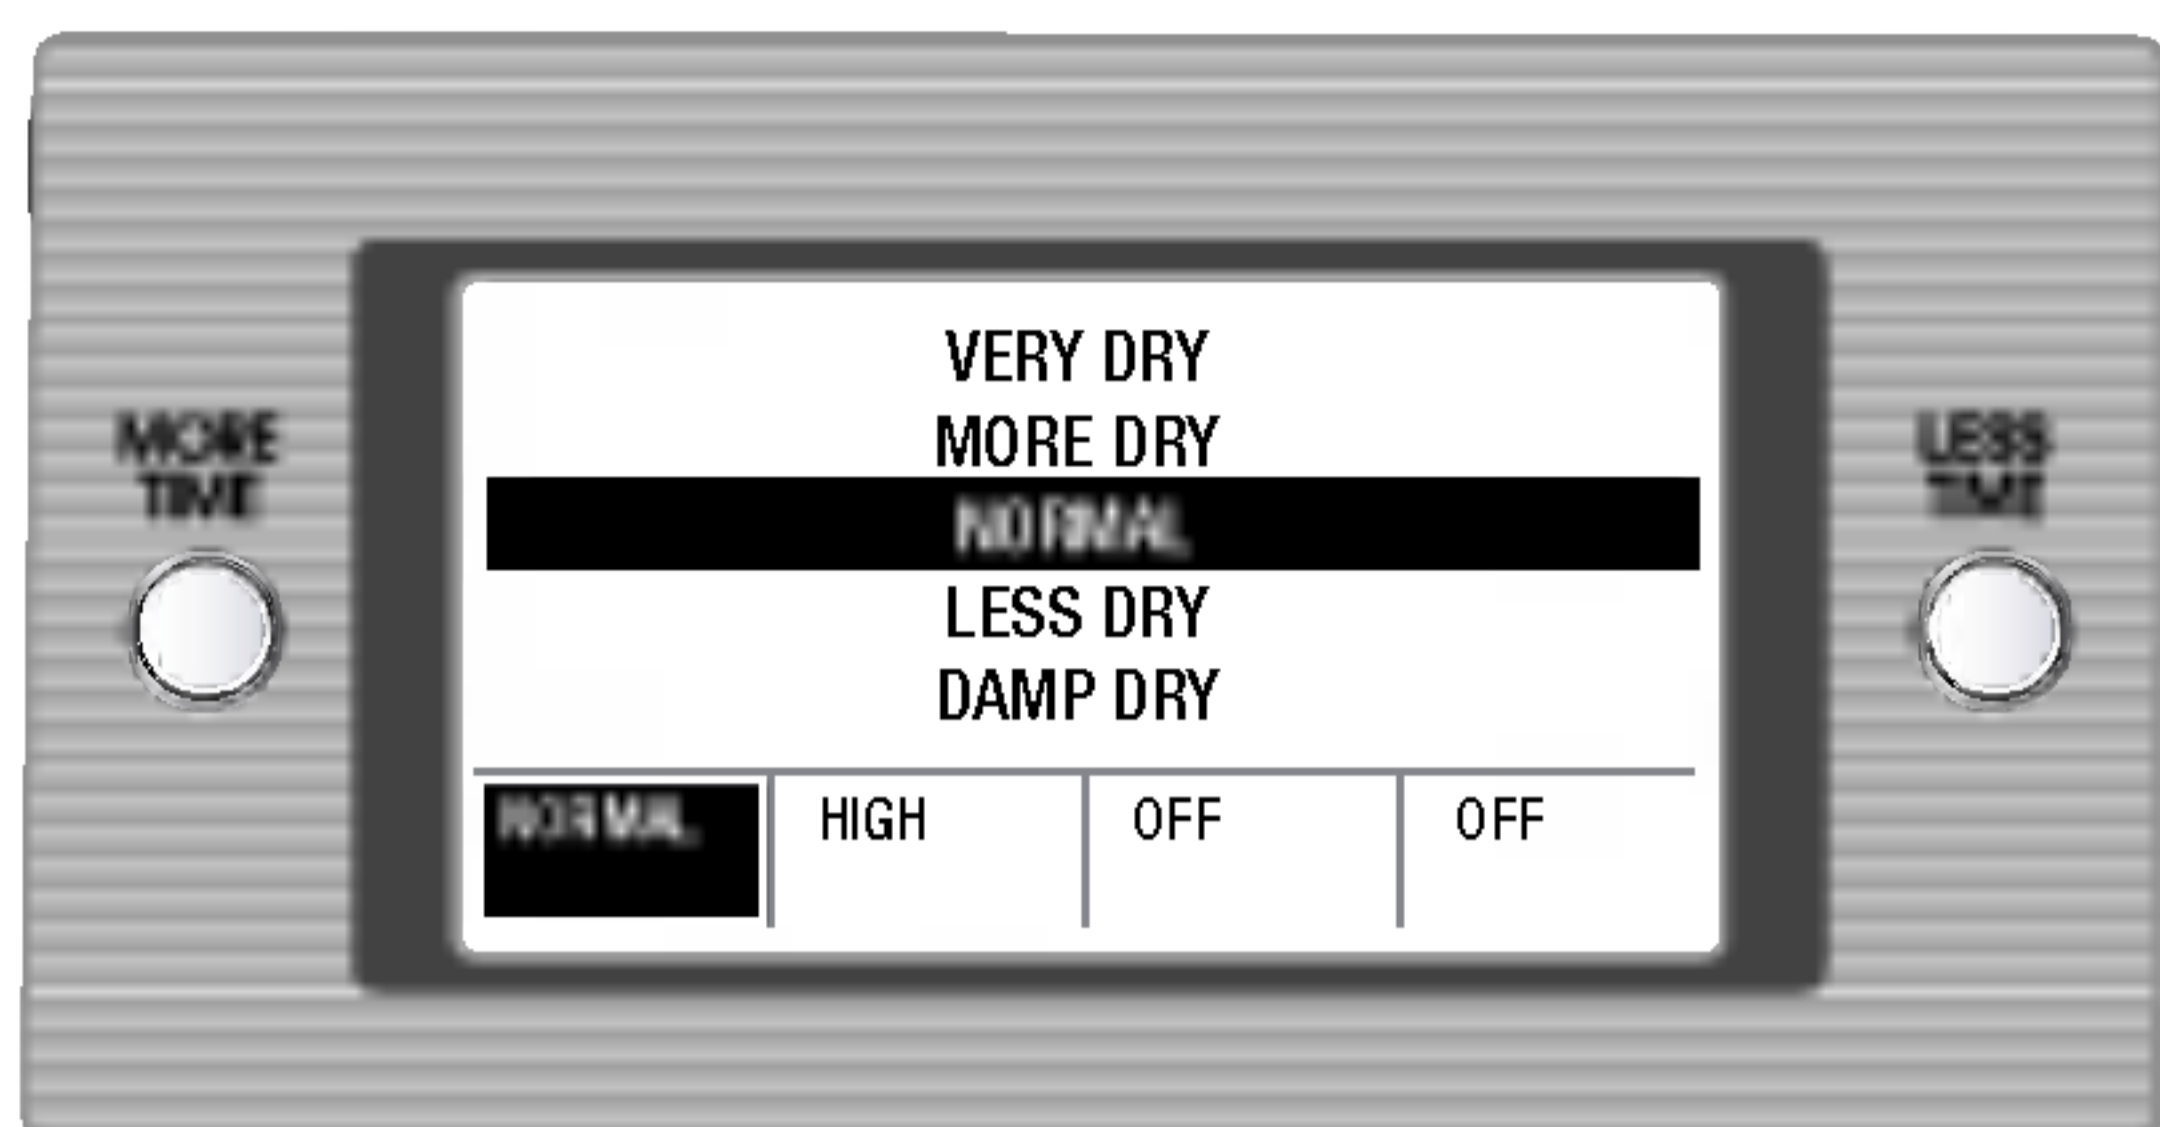 VERY DRY
MORE DRY
MORE
TIME
LESS
TIME
NORMAL
LESS DRY
DAMP DRY
NORMAL
HIGH
OFF
OFF